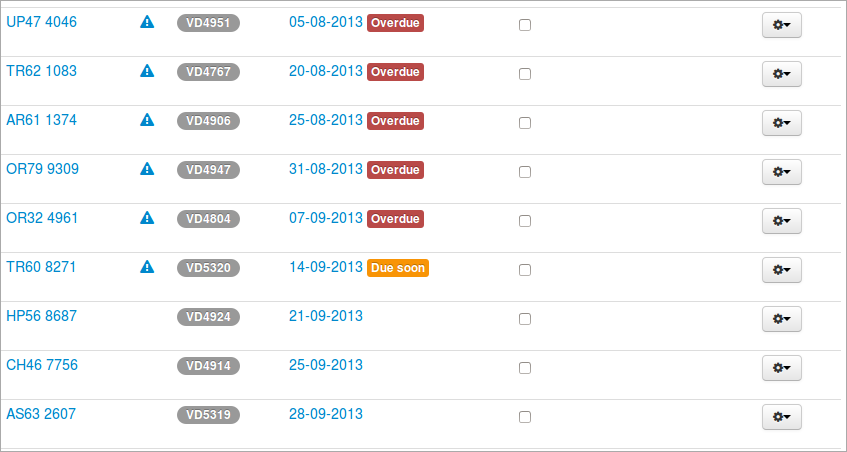 UP47 4046 VD4951 05-08-2013 Overdue
TR62 1083 VD4767 20-08-2013 Overdue
AR61 1374 VD4906 25-08-2013 Overdue
OR79 9309 VD4947 31-08-2013 Overdue
OR32 4961 VD4804 07-09-2013 Overdue
TR60 8271 VD5320 14-09-2013 Due soon
HP56 8687 VD4924 21-09-2013
CH46 7756 VD4914 25-09-2013
AS63 2607 VD5319 28-09-2013